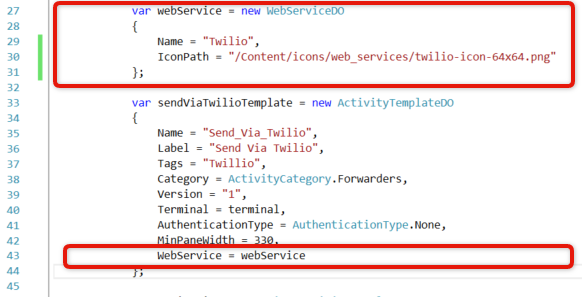 27 var webService = new WebServiceDO
28 {
29 Name = "Twilio",
30 IconPath = "/Content/icons/web_services/twilio-icon-64x64.png"
31 };
32
33 var sendViaTwilioTemplate = new ActivityTemplateDO
34 {
35 Name = "Send_Via_Twilio",
36 Label = "Send Via Twilio",
37 Tags = "Twillio",
38 Category = ActivityCategory.Forwarders,
39 Version = "1",
40 Terminal = terminal,
41 AuthenticationType = AuthenticationType.None,
42 MinPaneWidth = 330,
43 WebService = webService
44 };
45